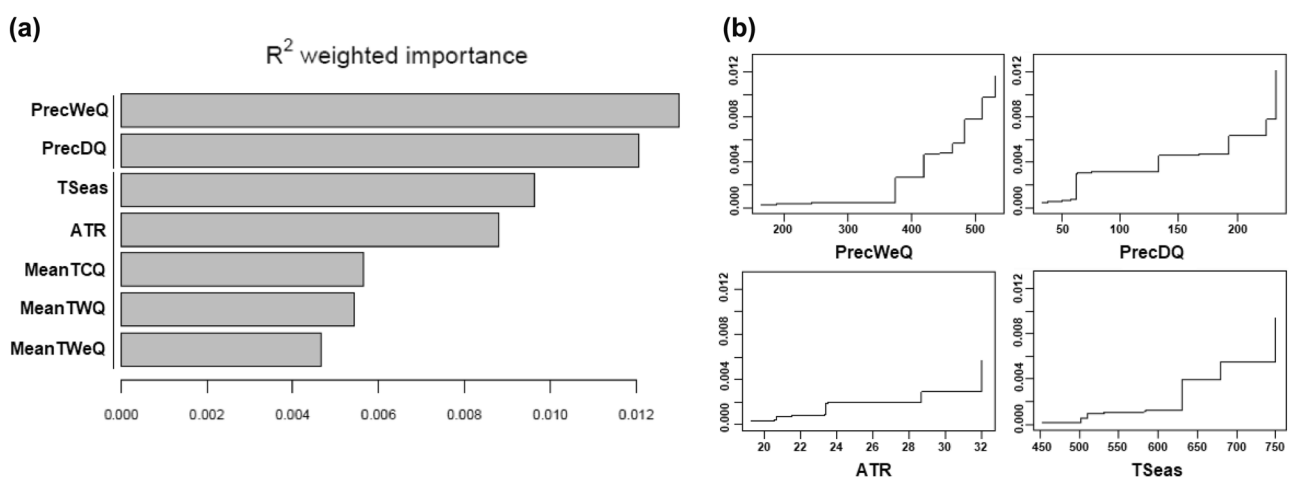 (a)
R² weighted importance
PrecWeQ
PrecDQ
TSeas
ATR
MeanTCQ
MeanTWQ
MeanTWeQ
0.000 0.002 0.004 0.006 0.008 0.010 0.012
(b)
0.012
0.008
0.004
0.000
200 300 400 500
PrecWeQ
0.012
0.008
0.004
0.000
50 100 150 200
PrecDQ
0.012
0.008
0.004
0.000
20 22 24 26 28 30 32
ATR
0.012
0.008
0.004
0.000
450 500 550 600 650 700 750
TSeas